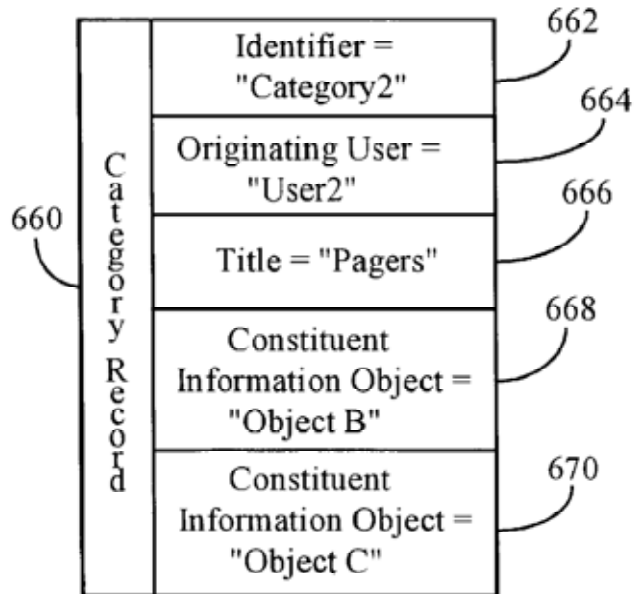 660
Category Record
Identifier =
"Category2"
662
Originating User =
"User2"
664
Title = "Pagers"
666
Constituent
Information Object =
"Object B"
668
Constituent
Information Object =
"Object C"
670